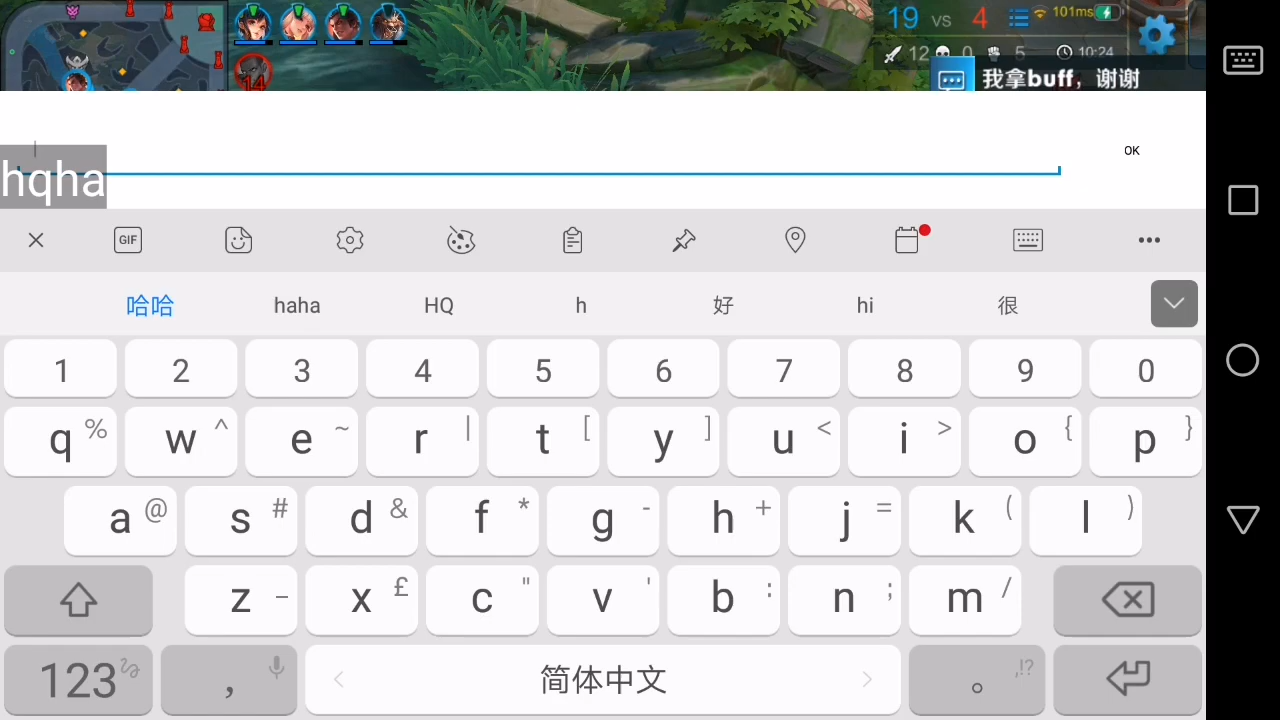 19 vs 4 101ms
12 0 5 10:24
14
我拿buff，谢谢
OK
hqha
GIF
哈哈 haha HQ h 好 hi 很
1 2 3 4 5 6 7 8 9 0
q % w ^ e ~ r | t [ y ] u < i > o { p }
a @ s # d & f * g - h + j = k ( l )
z _ x £ c " v ' b : n ; m /
123 , < 简体中文 > 。 ,!?